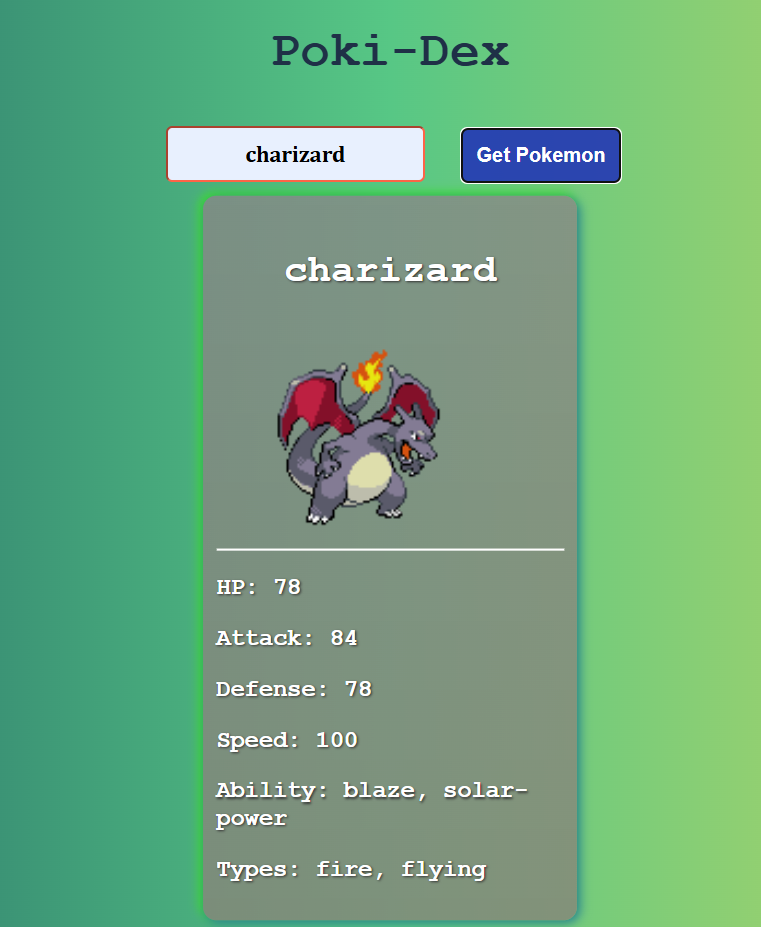 Poki-Dex
charizard
Get Pokemon
charizard
HP: 78
Attack: 84
Defense: 78
Speed: 100
Ability: blaze, solar-
power
Types: fire, flying